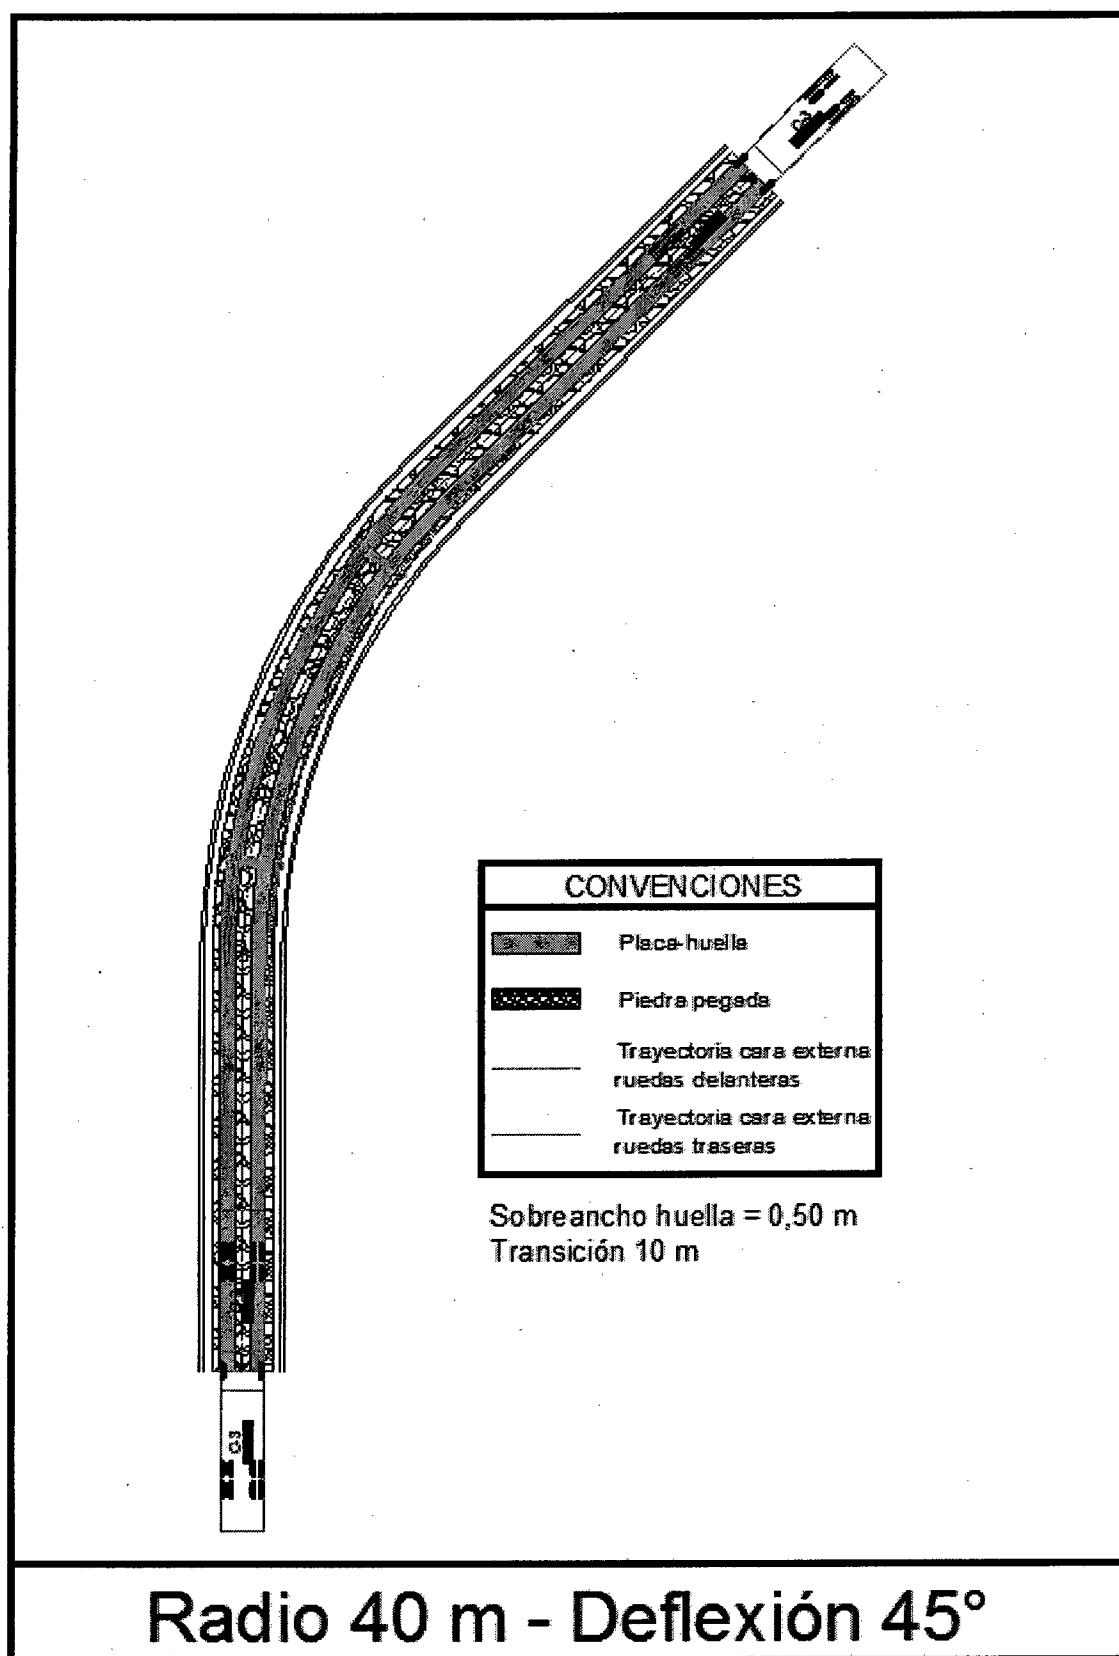 CONVENCIONES
Placa-huella
Piedra pegada
Trayectoria cara externa
ruedas delanteras
Trayectoria cara externa
ruedas traseras
Sobreancho huella = 0,50 m
Transición 10 m
Radio 40 m - Deflexión 45°